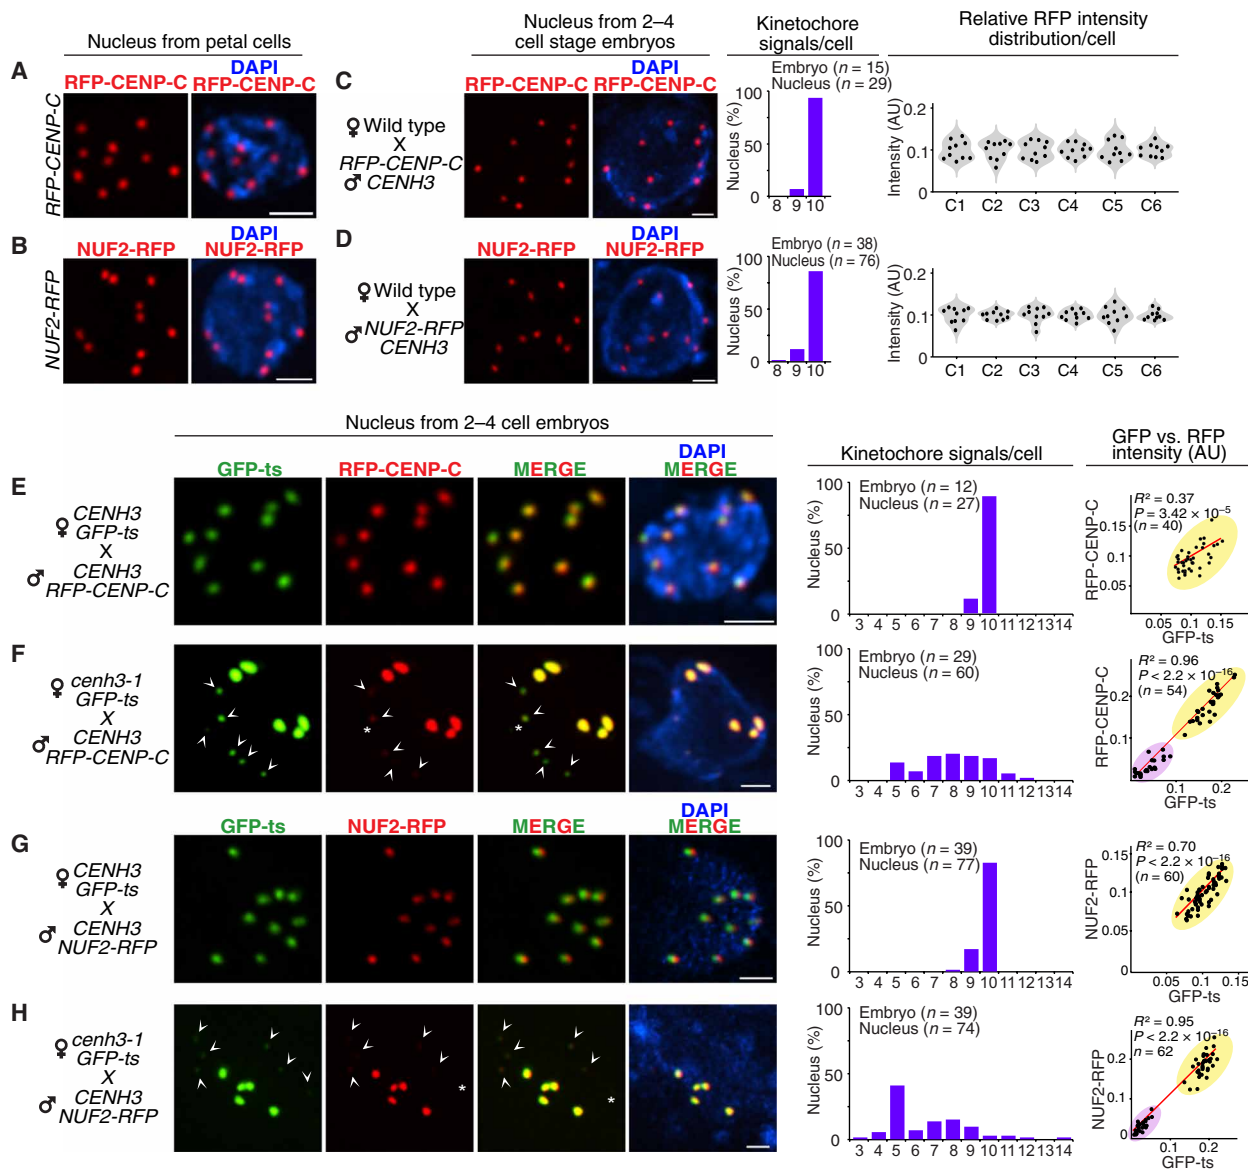 Nucleus from petal cells
A
RFP-CENP-C
DAPI
RFP-CENP-C
RFP-CENP-C
B
NUF2-RFP
DAPI
NUF2-RFP
NUF2-RFP
Nucleus from 2–4
cell stage embryos
Kinetochore
signals/cell
Relative RFP intensity
distribution/cell
C
RFP-CENP-C
DAPI
RFP-CENP-C
♀ Wild type
X
RFP-CENP-C
♂ CENH3
Embryo (n = 15)
Nucleus (n = 29)
Nucleus (%)
100
50
0
8 9 10
Intensity (AU)
0.2
0.1
0
C1 C2 C3 C4 C5 C6
D
NUF2-RFP
DAPI
NUF2-RFP
♀ Wild type
X
♂ NUF2-RFP
CENH3
Embryo (n = 38)
Nucleus (n = 76)
Nucleus (%)
100
50
0
8 9 10
Intensity (AU)
0.2
0.1
0
C1 C2 C3 C4 C5 C6
Nucleus from 2–4 cell embryos
Kinetochore signals/cell
GFP vs. RFP
intensity (AU)
GFP-ts
RFP-CENP-C
MERGE
DAPI
MERGE
E
♀ CENH3
GFP-ts
X
♂ CENH3
RFP-CENP-C
Embryo (n = 12)
Nucleus (n = 27)
Nucleus (%)
100
50
0
3 4 5 6 7 8 9 10 11 12 13 14
R² = 0.37
P = 3.42 × 10⁻⁵
(n = 40)
RFP-CENP-C
0.15
0.1
0.05
0.05 0.1 0.15
GFP-ts
F
♀ cenh3-1
GFP-ts
X
♂ CENH3
RFP-CENP-C
*
*
Embryo (n = 29)
Nucleus (n = 60)
Nucleus (%)
100
50
0
3 4 5 6 7 8 9 10 11 12 13 14
R² = 0.96
P < 2.2 × 10⁻¹⁶
(n = 54)
RFP-CENP-C
0.2
0.1
0.1 0.2
GFP-ts
GFP-ts
NUF2-RFP
MERGE
DAPI
MERGE
G
♀ CENH3
GFP-ts
X
♂ CENH3
NUF2-RFP
Embryo (n = 39)
Nucleus (n = 77)
Nucleus (%)
100
50
0
3 4 5 6 7 8 9 10 11 12 13 14
R² = 0.70
P < 2.2 × 10⁻¹⁶
(n = 60)
NUF2-RFP
0.15
0.1
0.05
0
0 0.05 0.1 0.15
GFP-ts
H
♀ cenh3-1
GFP-ts
X
♂ CENH3
NUF2-RFP
*
*
Embryo (n = 39)
Nucleus (n = 74)
Nucleus (%)
100
50
0
3 4 5 6 7 8 9 10 11 12 14
R² = 0.95
P < 2.2 × 10⁻¹⁶
n = 62
NUF2-RFP
0.2
0.1
0
0.1 0.2
GFP-ts